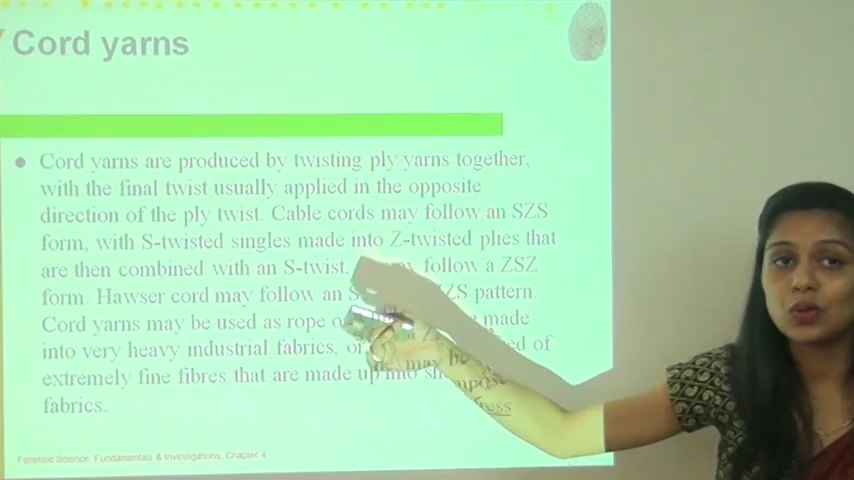 Cord yarns
Cord yarns are produced by twisting ply yarns together,
with the final twist usually applied in the opposite
direction of the ply twist. Cable cords may follow an SZS
form, with S-twisted singles made into Z-twisted plies that
are then combined with an S-twist, follow a ZSZ
form. Hawser cord may follow an pattern.
Cord yarns may be used as rope made
into very heavy industrial fabrics, or of
extremely fine fibres that are made up into
fabrics.
Forensic Science, Fundamentals & Investigations, Chapter 4